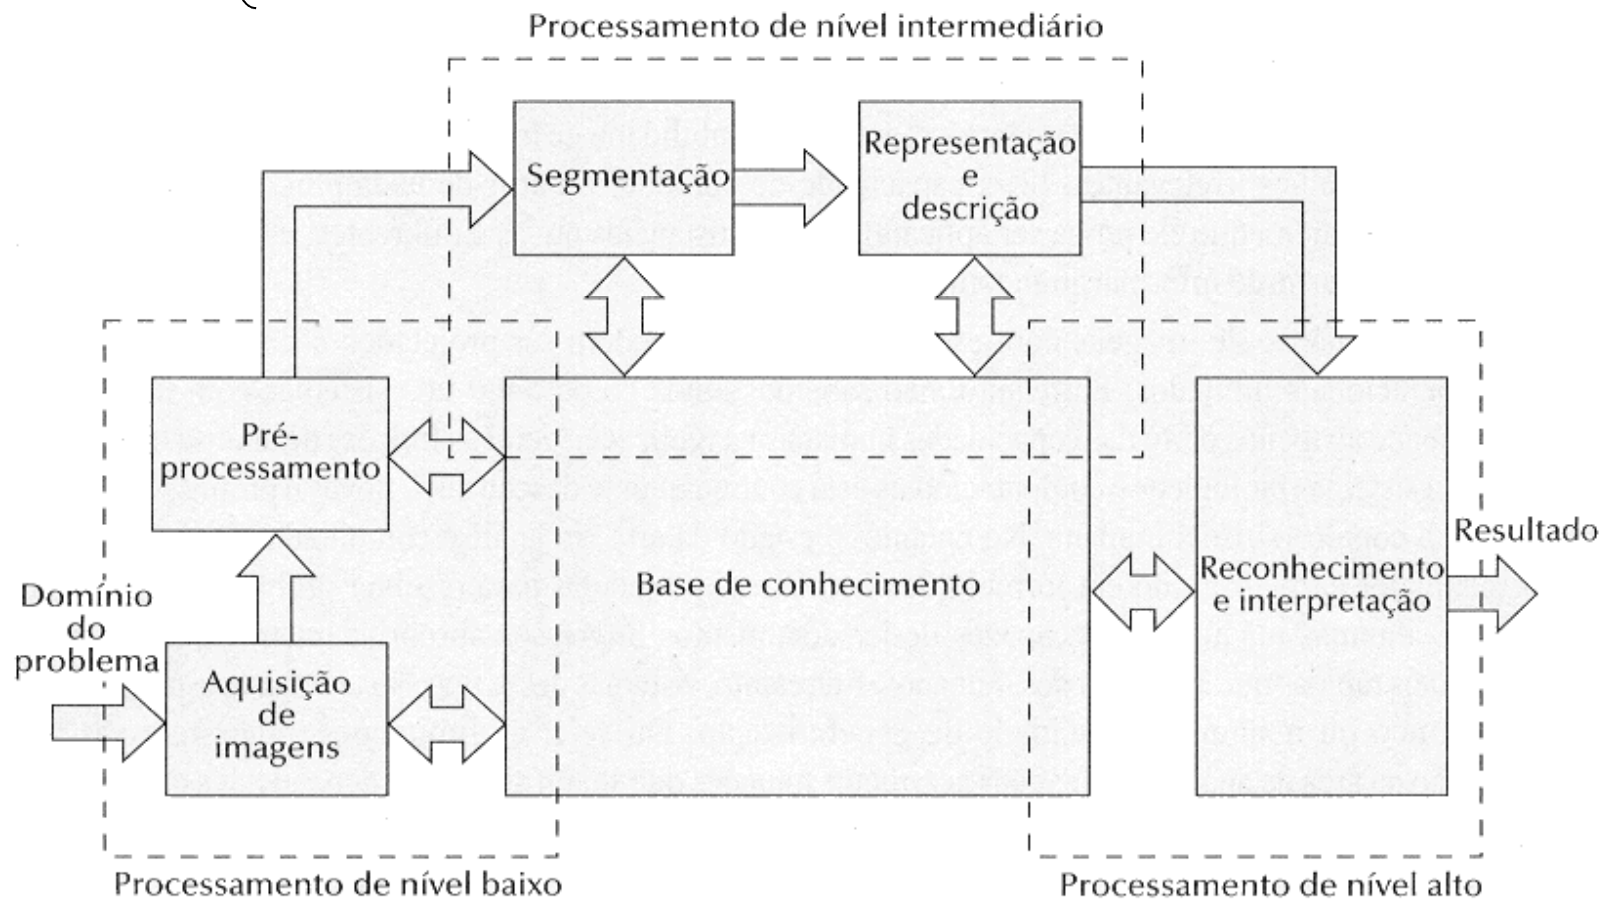 Processamento de nível intermediário
Segmentação
Representação
e
descrição
Pré-
processamento
Base de conhecimento
Resultado
Reconhecimento
e interpretação
Domínio
do
problema
Aquisição
de
imagens
Processamento de nível baixo
Processamento de nível alto